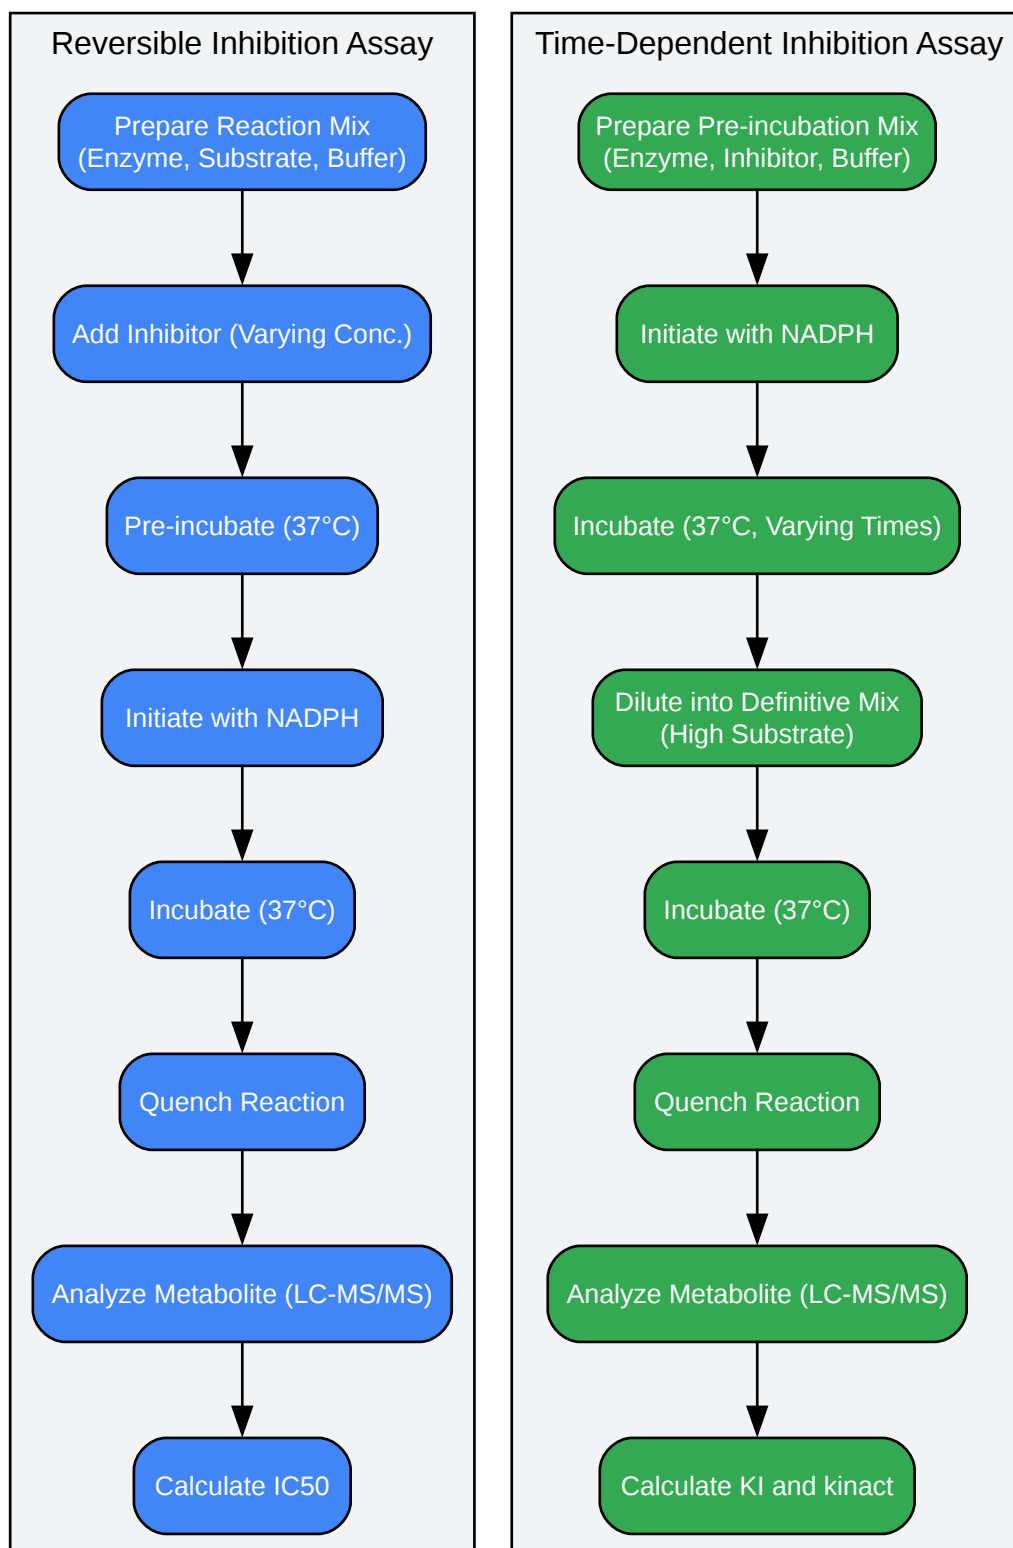 Reversible Inhibition Assay
Prepare Reaction Mix
(Enzyme, Substrate, Buffer)
Add Inhibitor (Varying Conc.)
Pre-incubate (37°C)
Initiate with NADPH
Incubate (37°C)
Quench Reaction
Analyze Metabolite (LC-MS/MS)
Calculate IC50
Time-Dependent Inhibition Assay
Prepare Pre-incubation Mix
(Enzyme, Inhibitor, Buffer)
Initiate with NADPH
Incubate (37°C, Varying Times)
Dilute into Definitive Mix
(High Substrate)
Incubate (37°C)
Quench Reaction
Analyze Metabolite (LC-MS/MS)
Calculate KI and kinact